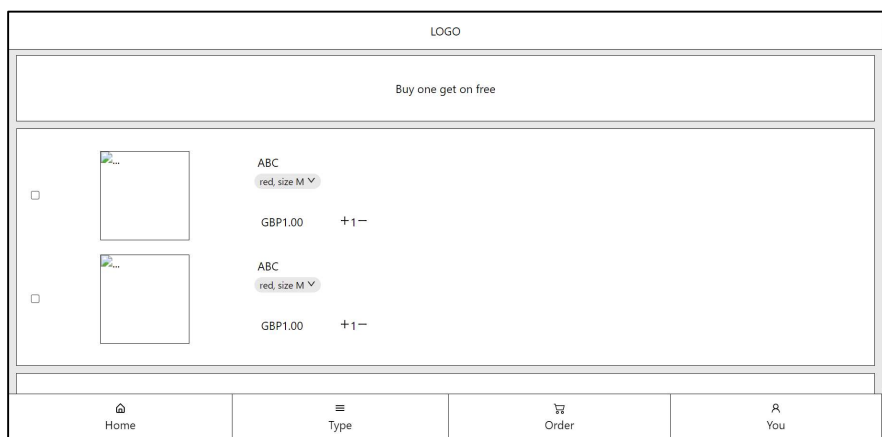 LOGO
Buy one get on free
...
ABC
red, size M
GBP1.00 +1−
...
ABC
red, size M
GBP1.00 +1−
Home Type Order You